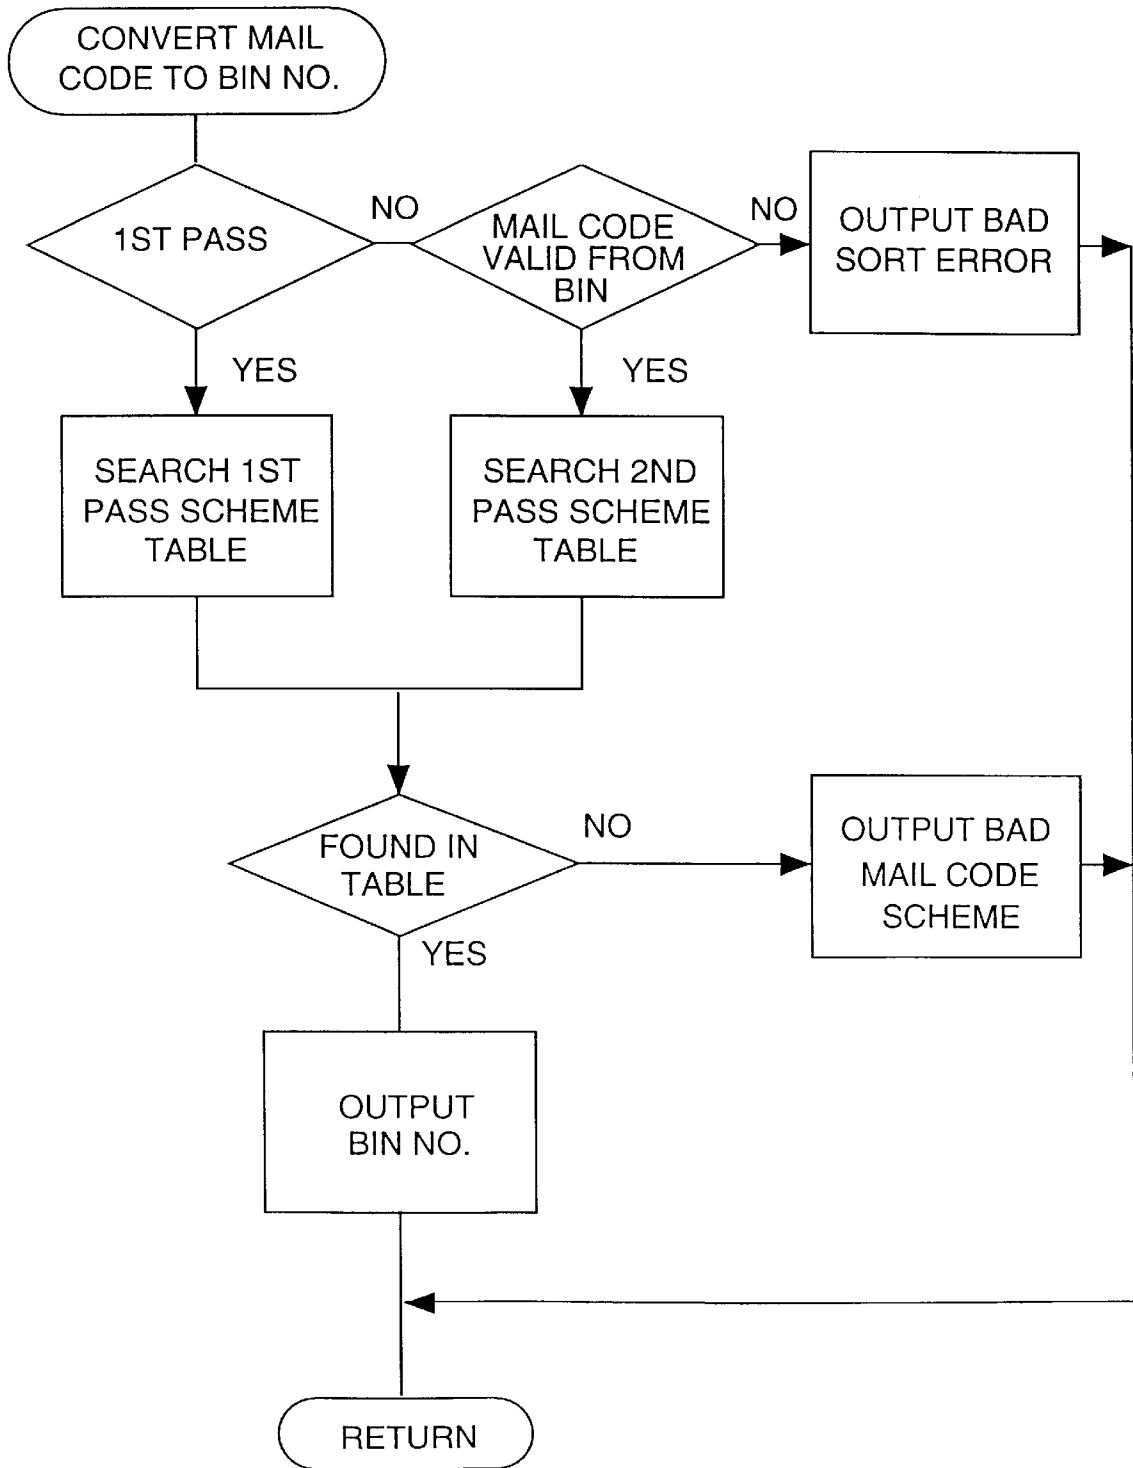 CONVERT MAIL
CODE TO BIN NO.
1ST PASS
NO
MAIL CODE
VALID FROM
BIN
NO
OUTPUT BAD
SORT ERROR
YES
YES
SEARCH 1ST
PASS SCHEME
TABLE
SEARCH 2ND
PASS SCHEME
TABLE
FOUND IN
TABLE
NO
OUTPUT BAD
MAIL CODE
SCHEME
YES
OUTPUT
BIN NO.
RETURN